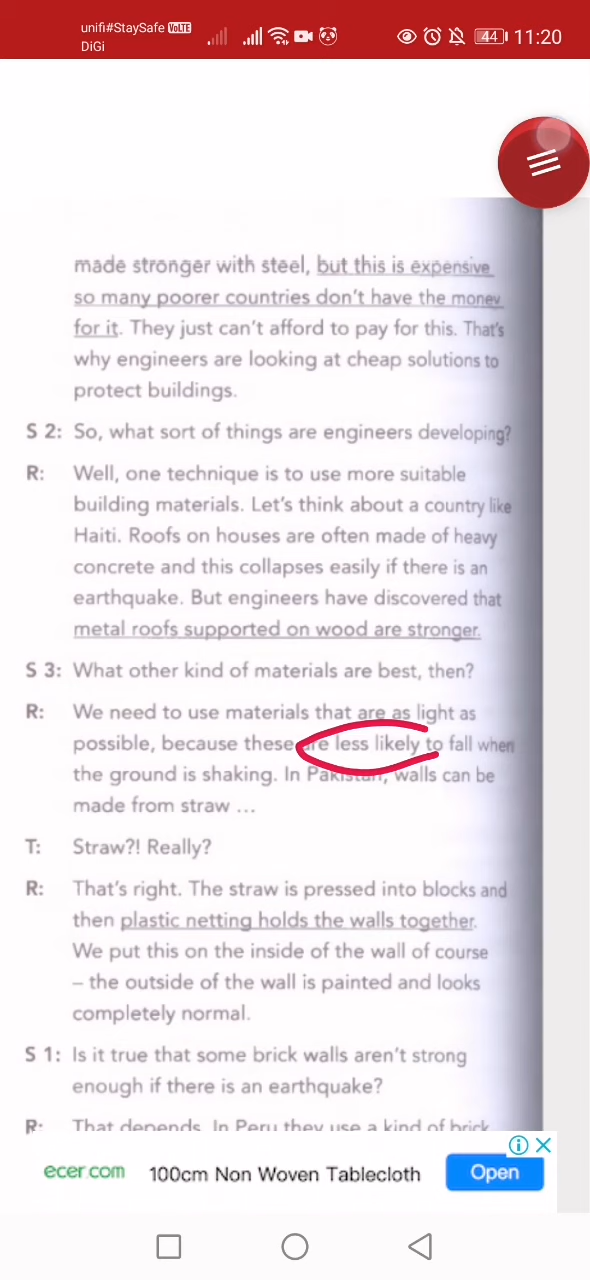 unifi#StaySafe VoLTE
DiGi
44 11:20
made stronger with steel, but this is expensive
so many poorer countries don't have the money
for it. They just can't afford to pay for this. That's
why engineers are looking at cheap solutions to
protect buildings.
S 2: So, what sort of things are engineers developing?
R: Well, one technique is to use more suitable
building materials. Let's think about a country like
Haiti. Roofs on houses are often made of heavy
concrete and this collapses easily if there is an
earthquake. But engineers have discovered that
metal roofs supported on wood are stronger.
S 3: What other kind of materials are best, then?
R: We need to use materials that are as light as
possible, because these are less likely to fall when
the ground is shaking. In Pakistan, walls can be
made from straw ...
T: Straw?! Really?
R: That's right. The straw is pressed into blocks and
then plastic netting holds the walls together.
We put this on the inside of the wall of course
– the outside of the wall is painted and looks
completely normal.
S 1: Is it true that some brick walls aren't strong
enough if there is an earthquake?
R: That depends. In Peru they use a kind of brick
ecer.com 100cm Non Woven Tablecloth Open